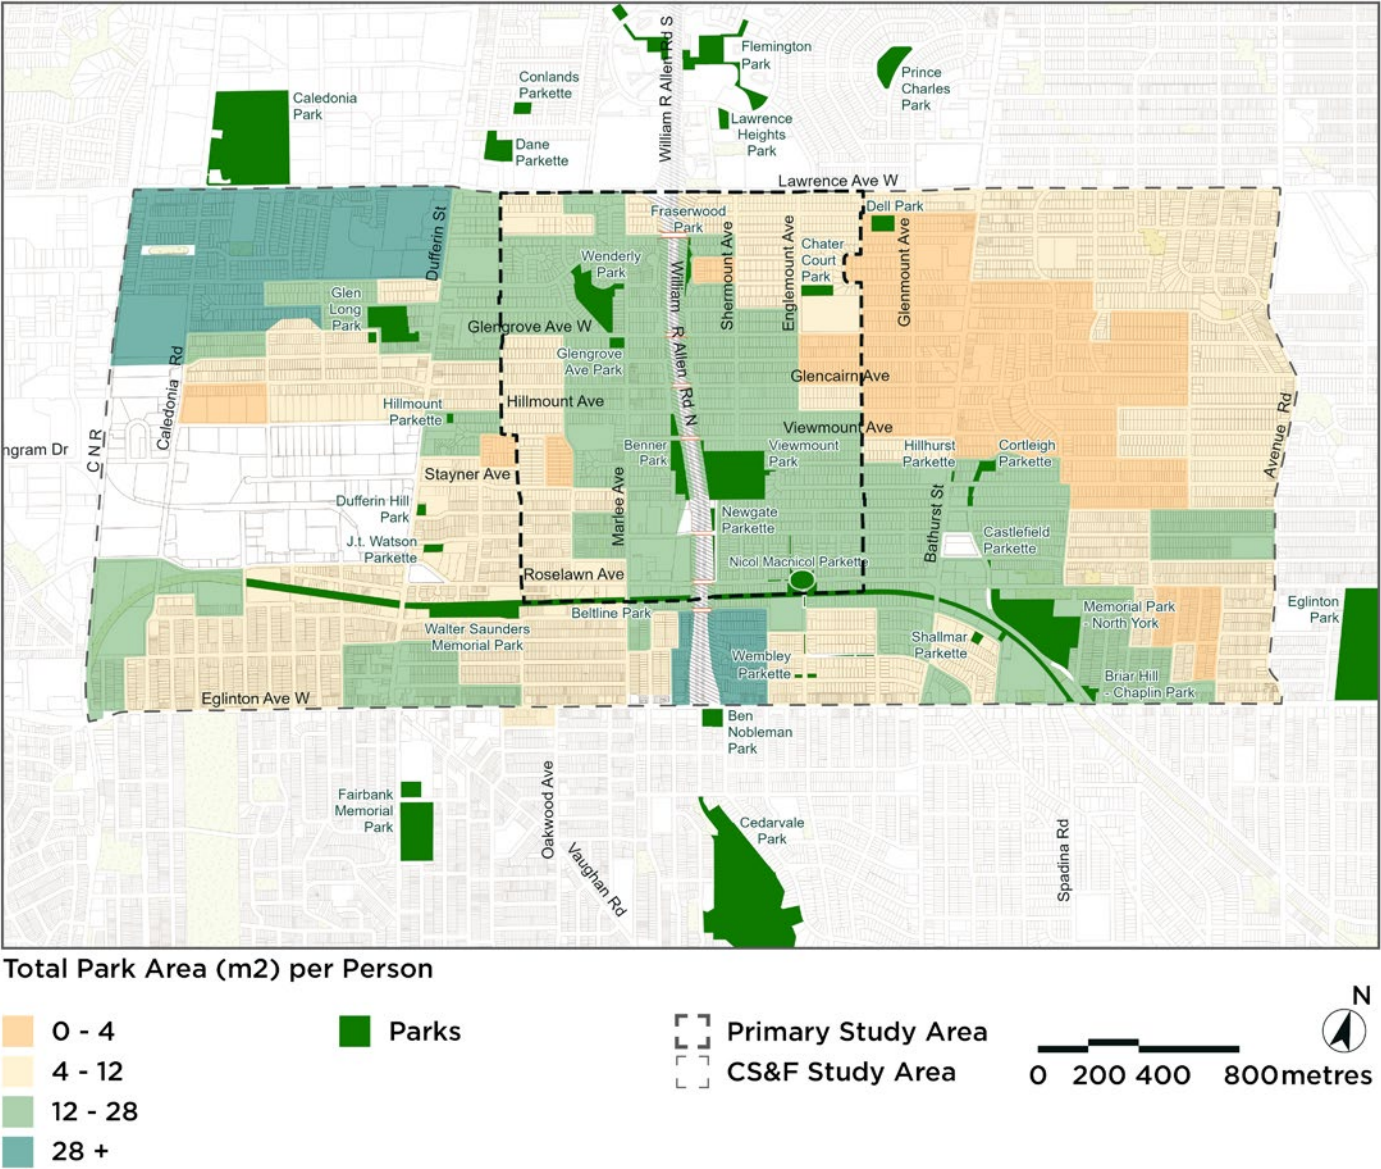 William R Allen Rd S
Flemington
Park
Prince
Charles
Park
Conlands
Parkette
Caledonia
Park
Lawrence
Heights
Park
Dane
Parkette
Lawrence Ave W
Dell Park
Fraserwood
Park
Dufferin St
Shermount Ave
Englemount Ave
Glenmount Ave
Chater
Court
Park
Wenderly
Park
William R Allen Rd N
Glen
Long
Park
Glengrove Ave W
Glengrove
Ave Park
Caledonia Rd
Glencairn Ave
Hillmount
Parkette
Hillmount Ave
Viewmount Ave
Avenue Rd
ngram Dr
CNR
Benner
Park
Viewmount
Park
Hillhurst
Parkette
Cortleigh
Parkette
Stayner Ave
Marlee Ave
Bathurst St
Dufferin Hill
Park
Newgate
Parkette
Castlefield
Parkette
J.t. Watson
Parkette
Nicol Macnicol Parkette
Roselawn Ave
Beltline Park
Walter Saunders
Memorial Park
Memorial Park
- North York
Eglinton
Park
Shallmar
Parkette
Wembley
Parkette
Briar Hill
- Chaplin Park
Eglinton Ave W
Ben
Nobleman
Park
Fairbank
Memorial
Park
Oakwood Ave
Vaughan Rd
Cedarvale
Park
Spadina Rd
Total Park Area (m2) per Person
0 - 4
4 - 12
12 - 28
28 +
Parks
Primary Study Area
CS&F Study Area
N
0 200 400 800 metres